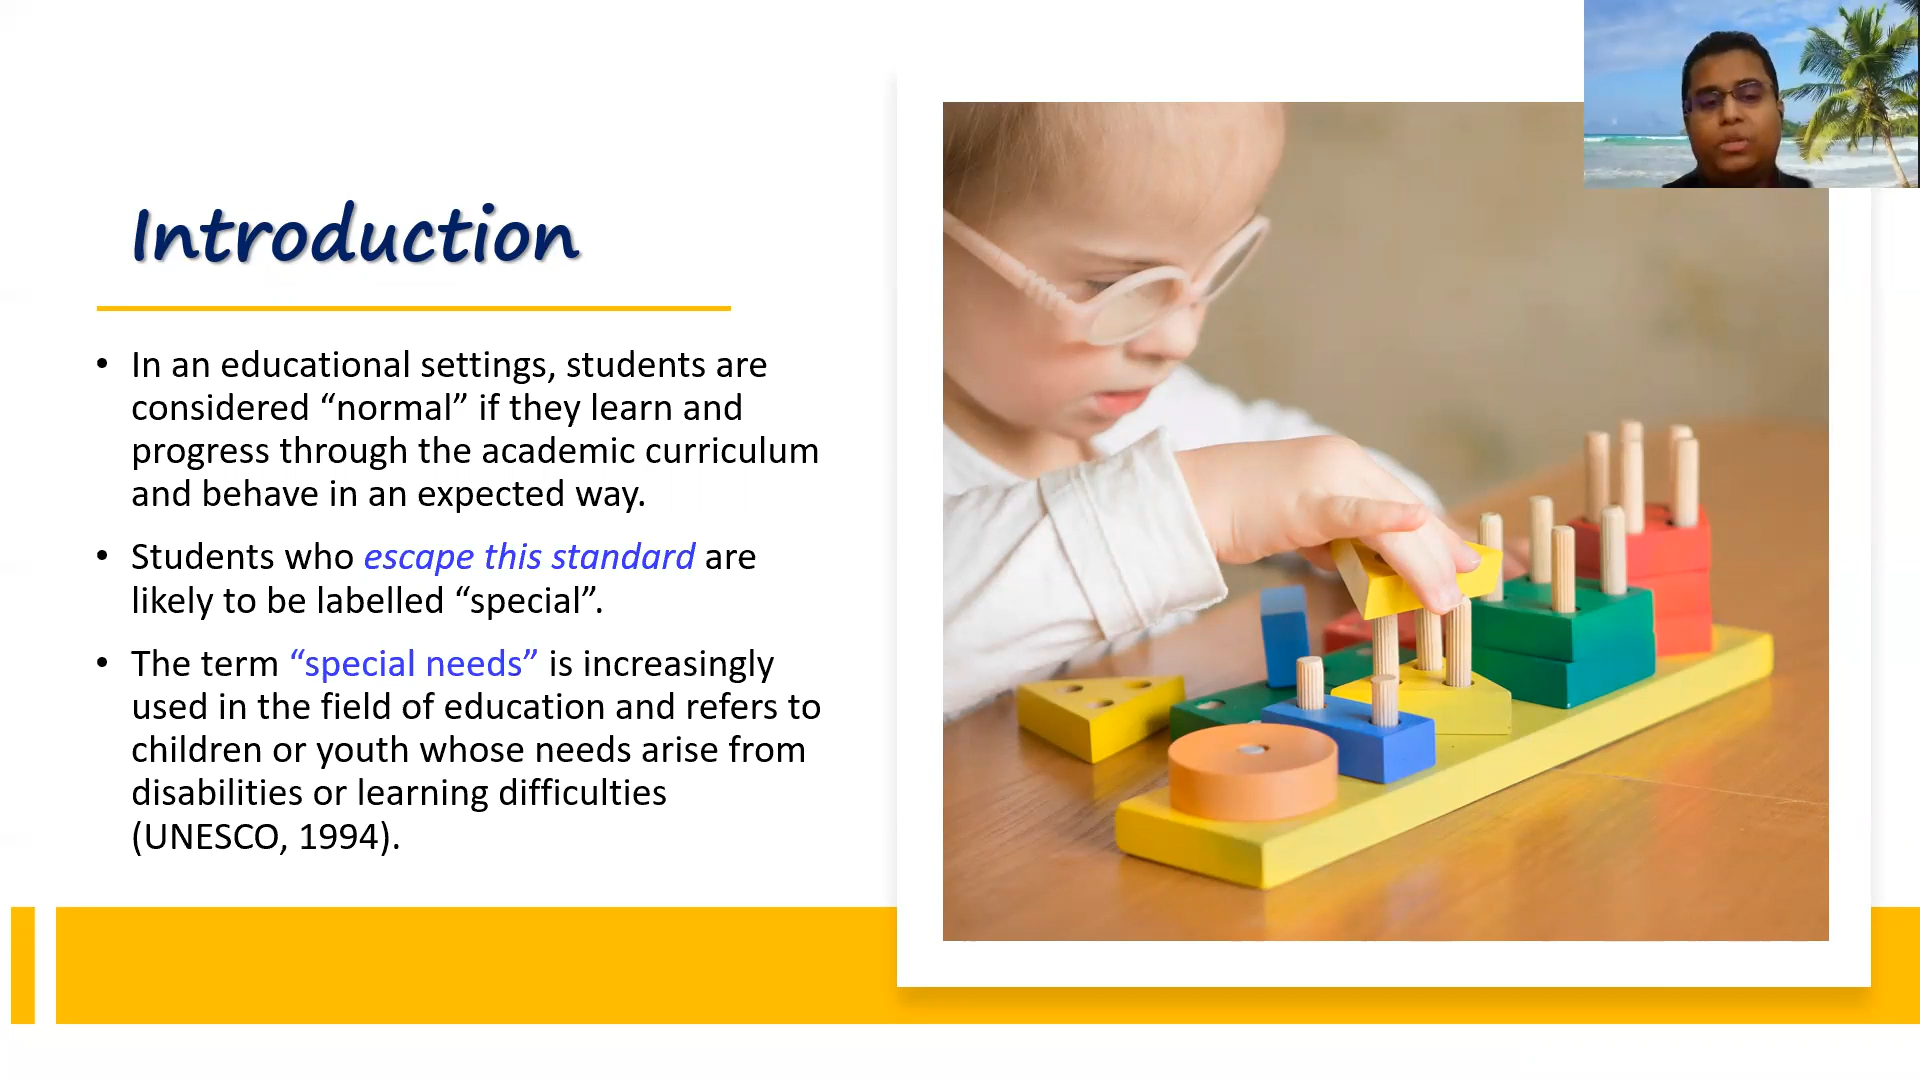 Introduction
• In an educational settings, students are
considered “normal” if they learn and
progress through the academic curriculum
and behave in an expected way.
• Students who escape this standard are
likely to be labelled “special”.
• The term “special needs” is increasingly
used in the field of education and refers to
children or youth whose needs arise from
disabilities or learning difficulties
(UNESCO, 1994).